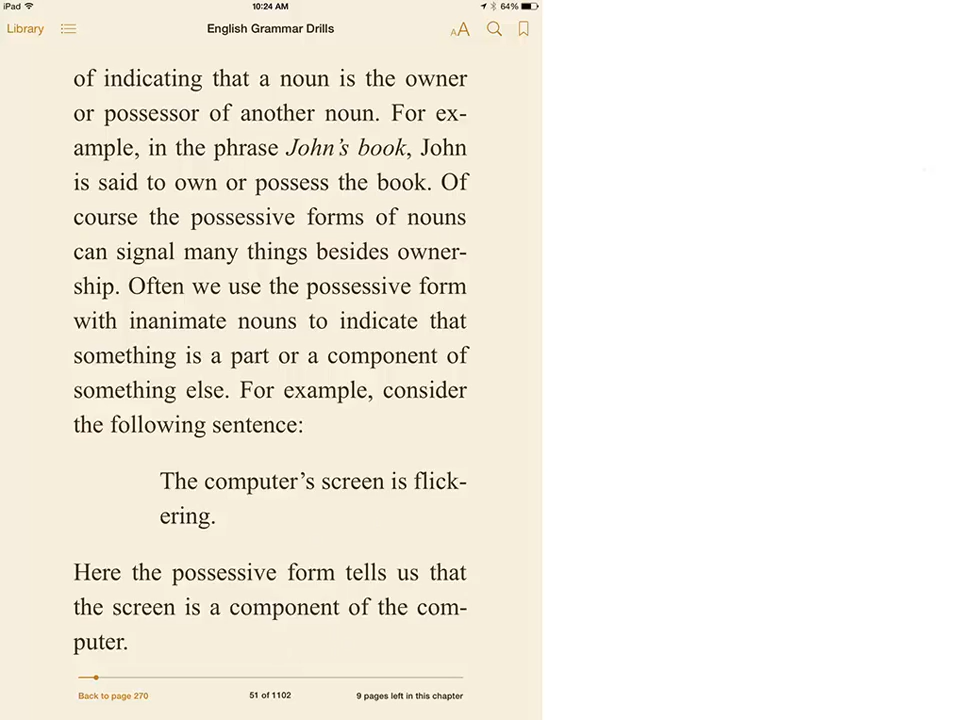 iPad 10:24 AM 64%
Library English Grammar Drills AA
of indicating that a noun is the owner
or possessor of another noun. For ex-
ample, in the phrase John’s book, John
is said to own or possess the book. Of
course the possessive forms of nouns
can signal many things besides owner-
ship. Often we use the possessive form
with inanimate nouns to indicate that
something is a part or a component of
something else. For example, consider
the following sentence:
The computer’s screen is flick-
ering.
Here the possessive form tells us that
the screen is a component of the com-
puter.
Back to page 270 51 of 1102 9 pages left in this chapter